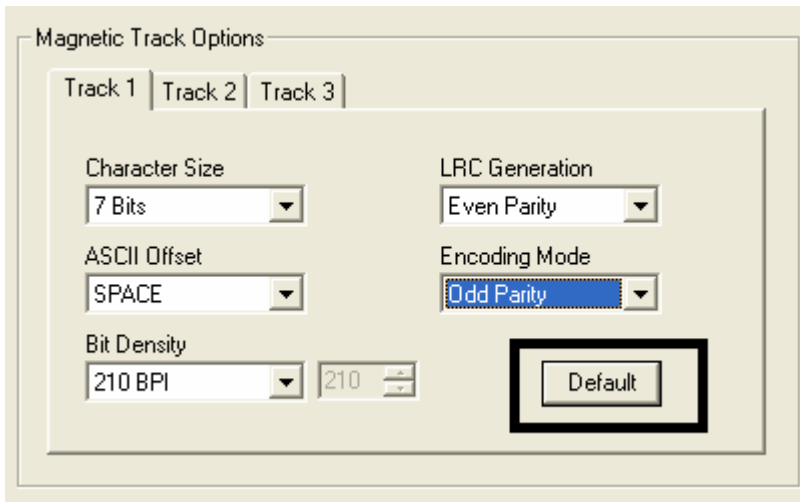 Magnetic Track Options
Track 1 Track 2 Track 3
Character Size LRC Generation
7 Bits Even Parity
ASCII Offset Encoding Mode
SPACE Odd Parity
Bit Density
210 BPI 210 Default